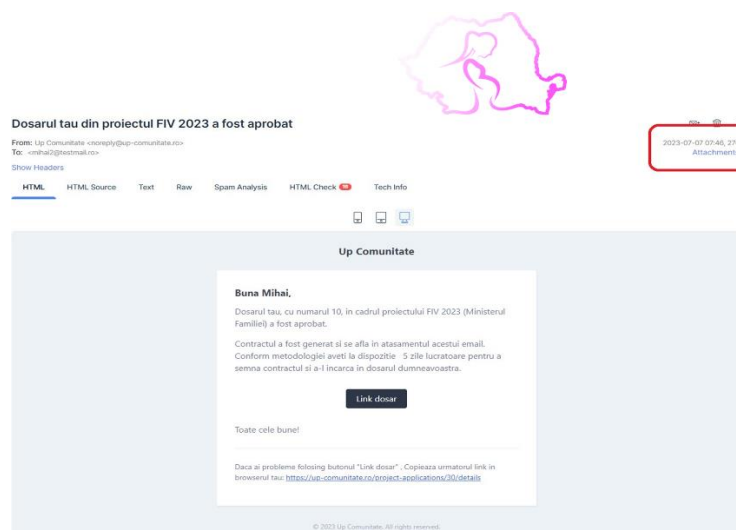 Dosarul tau din proiectul FIV 2023 a fost aprobat
From: Up Comunitate <noreply@up-comunitate.ro>
To: <mihai2@testmail.ro>
2023-07-07 07:46, 27
Attachment
Show Headers
HTML HTML Source Text Raw Spam Analysis HTML Check Tech Info
Up Comunitate
Buna Mihai,
Dosarul tau, cu numarul 10, in cadrul proiectului FIV 2023 (Ministerul
Familiei) a fost aprobat.
Contractul a fost generat si se afla in atasamentul acestui email.
Conform metodologiei aveti la dispozitie 5 zile lucratoare pentru a
semna contractul si a-l incarca in dosarul dumneavoastra.
Link dosar
Toate cele bune!
Daca ai probleme folosing butonul "Link dosar" . Copieaza urmatorul link in
browserul tau: https://up-comunitate.ro/project-applications/30/details
© 2023 Up Comunitate. All rights reserved.